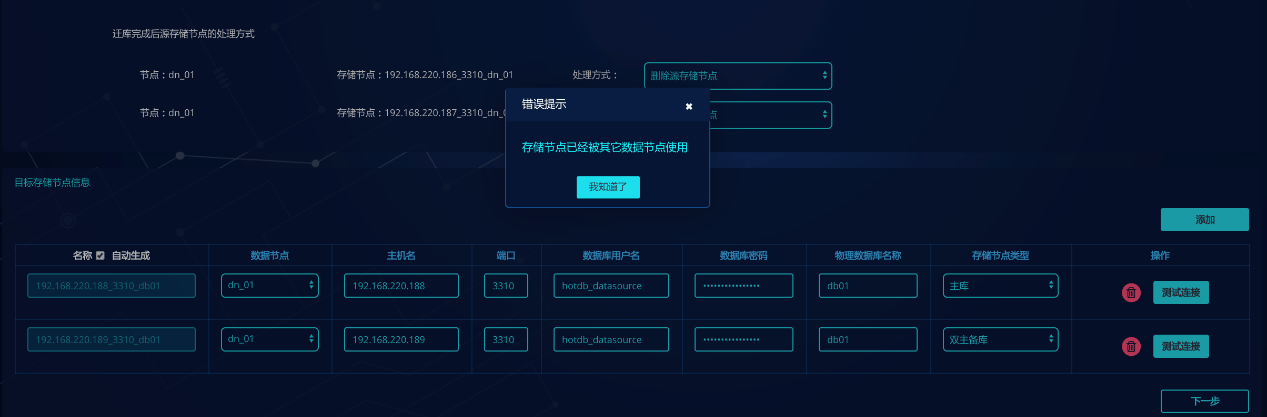 迁库完成后源存储节点的处理方式
节点：dn_01 存储节点：192.168.220.186_3310_dn_01 处理方式： 删除源存储节点
节点：dn_01 存储节点：192.168.220.187_3310_dn_0 点
错误提示 ✖
存储节点已经被其它数据节点使用
我知道了
目标存储节点信息
添加
名称 自动生成 数据节点 主机名 端口 数据库用户名 数据库密码 物理数据库名称 存储节点类型 操作
192.168.220.188_3310_db01 dn_01 192.168.220.188 3310 hotdb_datasource •••••••••••••••• db01 主库 测试连接
192.168.220.189_3310_db01 dn_01 192.168.220.189 3310 hotdb_datasource •••••••••••••••• db01 双主备库 测试连接
下一步